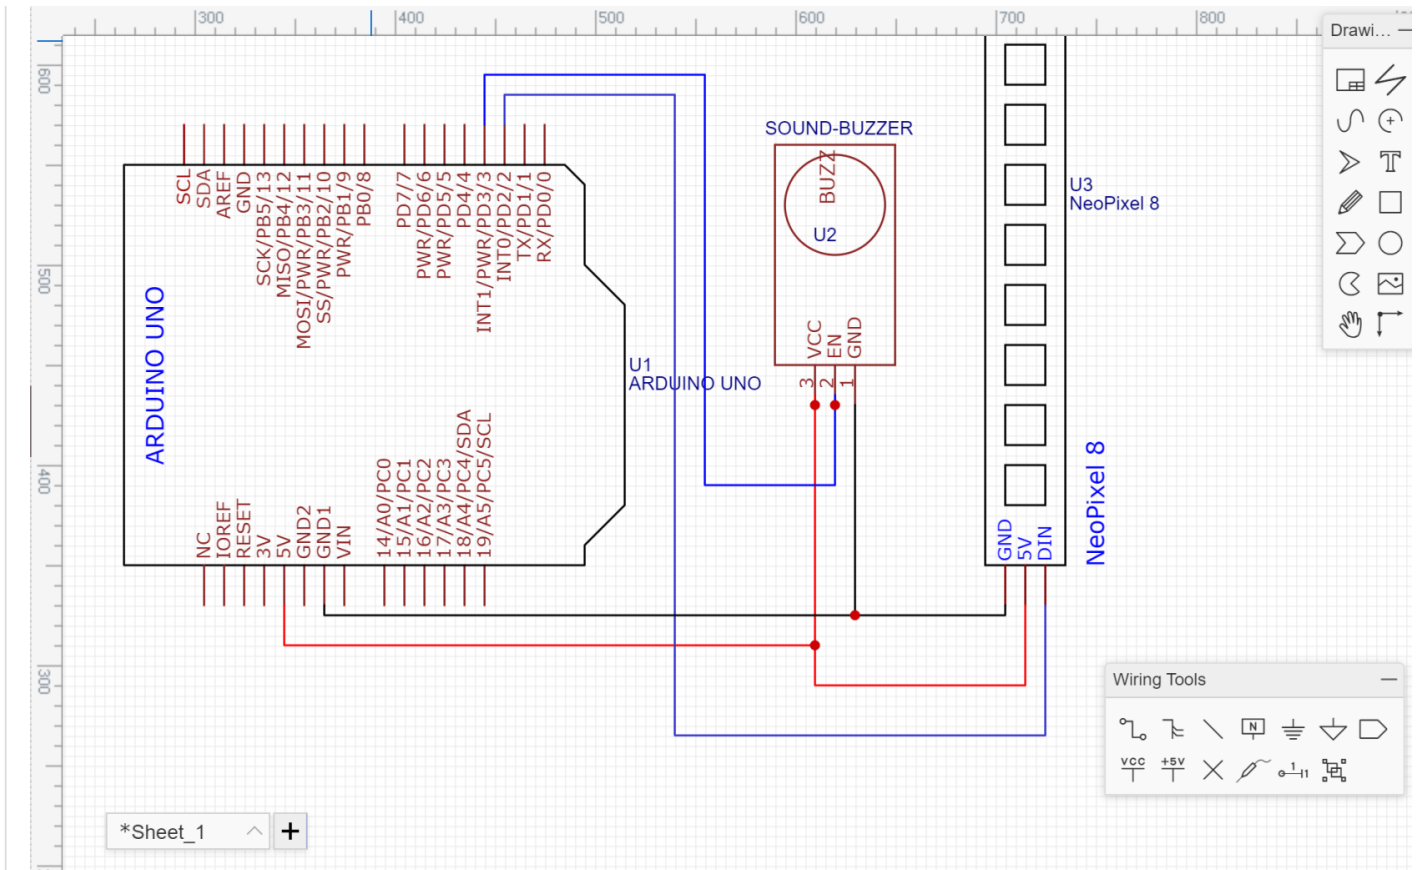 300
400
500
600
700
800
Drawi...
600
500
400
300
SOUND-BUZZER
BUZZ
U2
VCC
EN
GND
3
2
1
U3
NeoPixel 8
SCL
SDA
AREF
GND
SCK/PB5/13
MISO/PB4/12
MOSI/PWR/PB3/11
SS/PWR/PB2/10
PWR/PB1/9
PB0/8
PD7/7
PWR/PD6/6
PWR/PD5/5
PD4/4
INT1/PWR/PD3/3
INT0/PD2/2
TX/PD1/1
RX/PD0/0
ARDUINO UNO
U1
ARDUINO UNO
NC
IOREF
RESET
3V
5V
GND2
GND1
VIN
14/A0/PC0
15/A1/PC1
16/A2/PC2
17/A3/PC3
18/A4/PC4/SDA
19/A5/PC5/SCL
GND
5V
DIN
NeoPixel 8
Wiring Tools
N
VCC
+5V
1
1
*Sheet_1